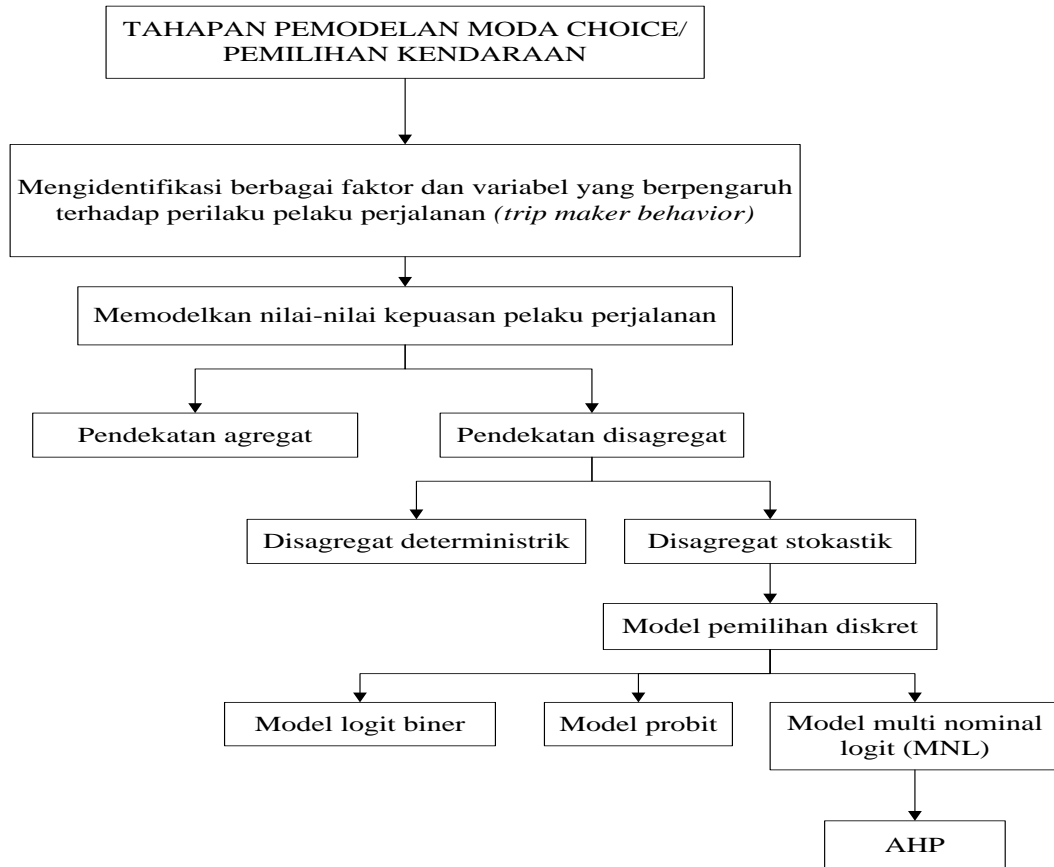 TAHAPAN PEMODELAN MODA CHOICE/
PEMILIHAN KENDARAAN
Mengidentifikasi berbagai faktor dan variabel yang berpengaruh
terhadap perilaku pelaku perjalanan (trip maker behavior)
Memodelkan nilai-nilai kepuasan pelaku perjalanan
Pendekatan agregat
Pendekatan disagregat
Disagregat deterministrik
Disagregat stokastik
Model pemilihan diskret
Model logit biner
Model probit
Model multi nominal
logit (MNL)
AHP